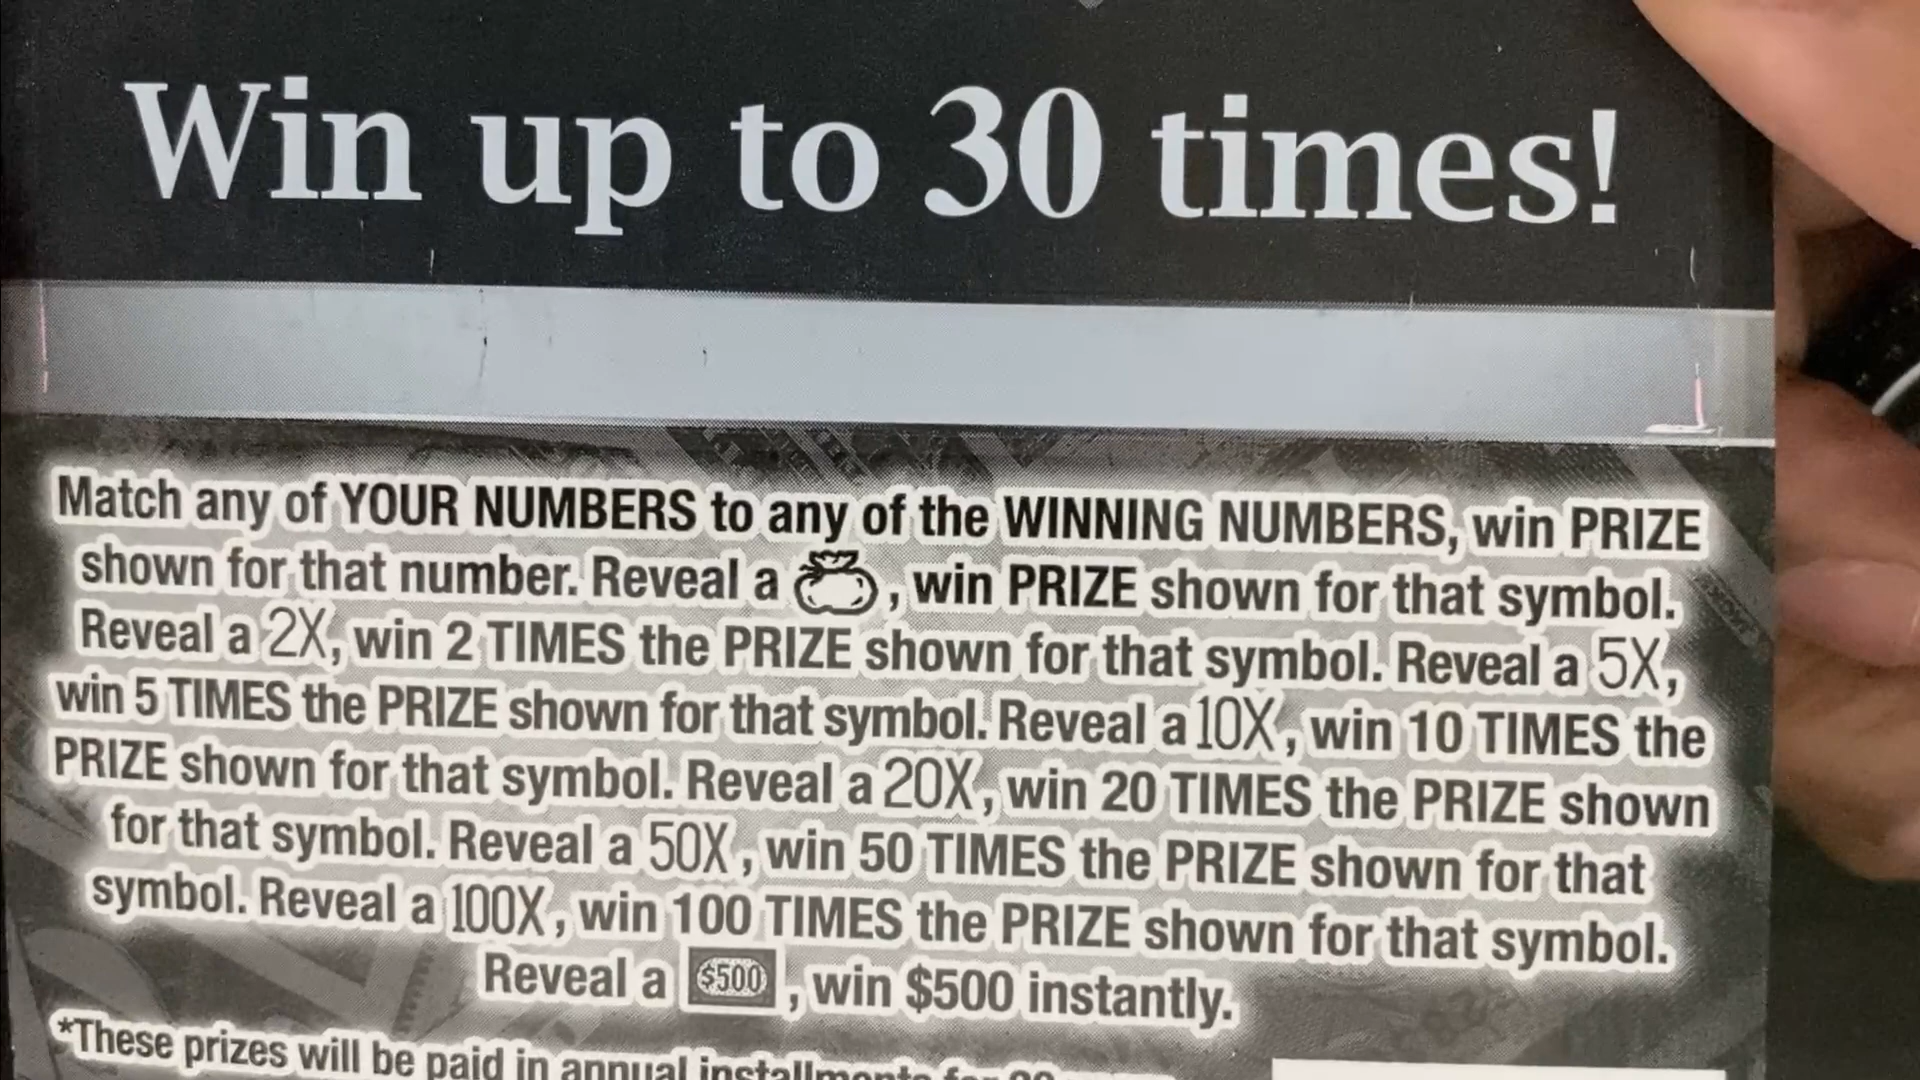 Win up to 30 times!
Match any of YOUR NUMBERS to any of the WINNING NUMBERS, win PRIZE
shown for that number. Reveal a , win PRIZE shown for that symbol.
Reveal a 2X, win 2 TIMES the PRIZE shown for that symbol. Reveal a 5X,
win 5 TIMES the PRIZE shown for that symbol. Reveal a 10X, win 10 TIMES the
PRIZE shown for that symbol. Reveal a 20X, win 20 TIMES the PRIZE shown
for that symbol. Reveal a 50X, win 50 TIMES the PRIZE shown for that
symbol. Reveal a 100X, win 100 TIMES the PRIZE shown for that symbol.
Reveal a $500, win $500 instantly.
*These prizes will be paid in annual installments for